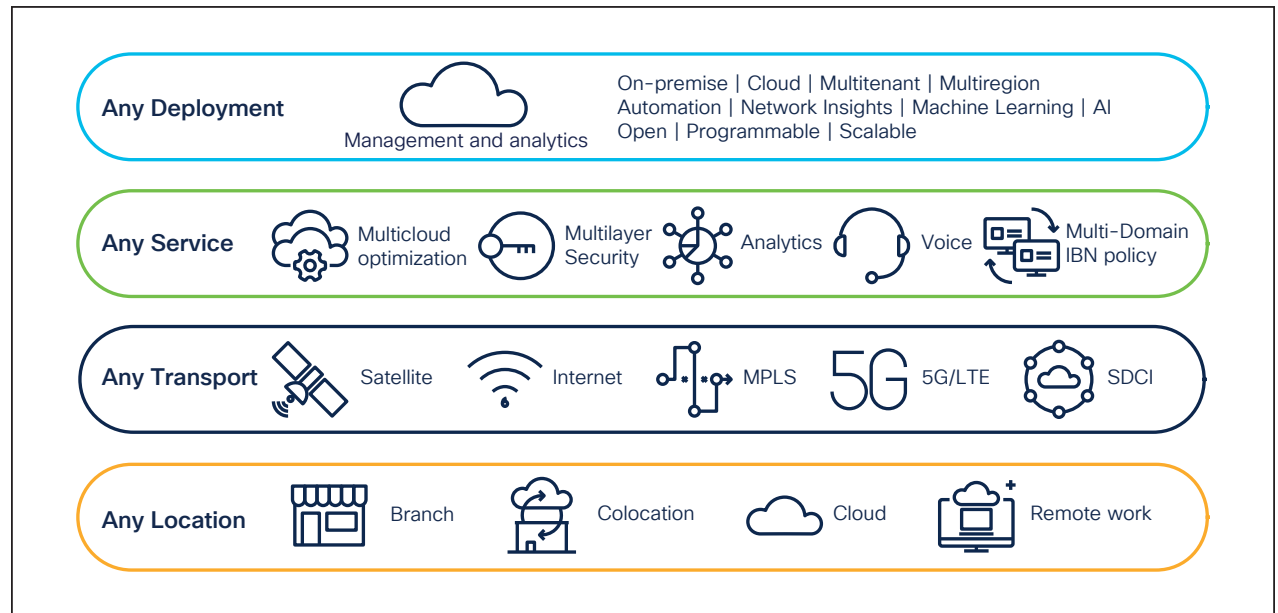 Any Deployment
Management and analytics
On-premise | Cloud | Multitenant | Multiregion
Automation | Network Insights | Machine Learning | AI
Open | Programmable | Scalable
Any Service
Multicloud
optimization
Multilayer
Security
Analytics
Voice
Multi-Domain
IBN policy
Any Transport
Satellite
Internet
MPLS
5G
5G/LTE
SDCI
Any Location
Branch
Colocation
Cloud
Remote work